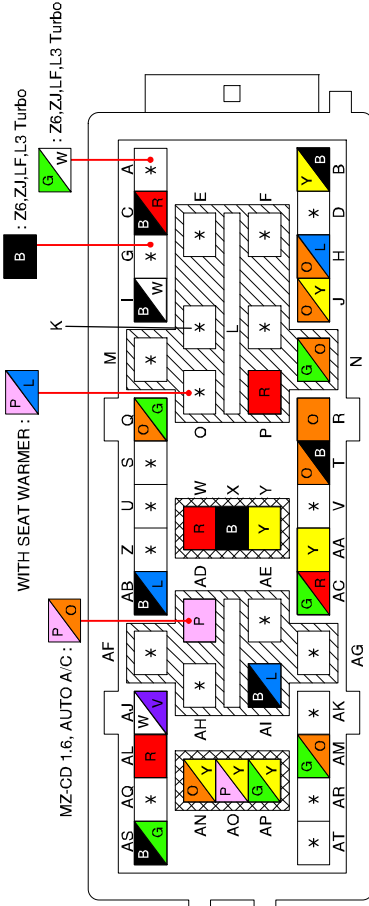 WITH SEAT WARMER : P L
B : Z6,ZJ,LF,L3 Turbo
G W : Z6,ZJ,LF,L3 Turbo
MZ-CD 1.6, AUTO A/C : P O
K
AF M
AS AQ AL AJ AB Z U S Q I G C A
B G * R W V * B L * * * O G * B W * B R *
AN AH AD W O E
O Y * P R * * *
AO X L
P Y B
AP AI AE Y P F
G Y B L * Y R * *
* * G O * * G R Y * O B O G O O Y O L * Y B
AT AR AM AK AC AA V T R J H D B
AG N